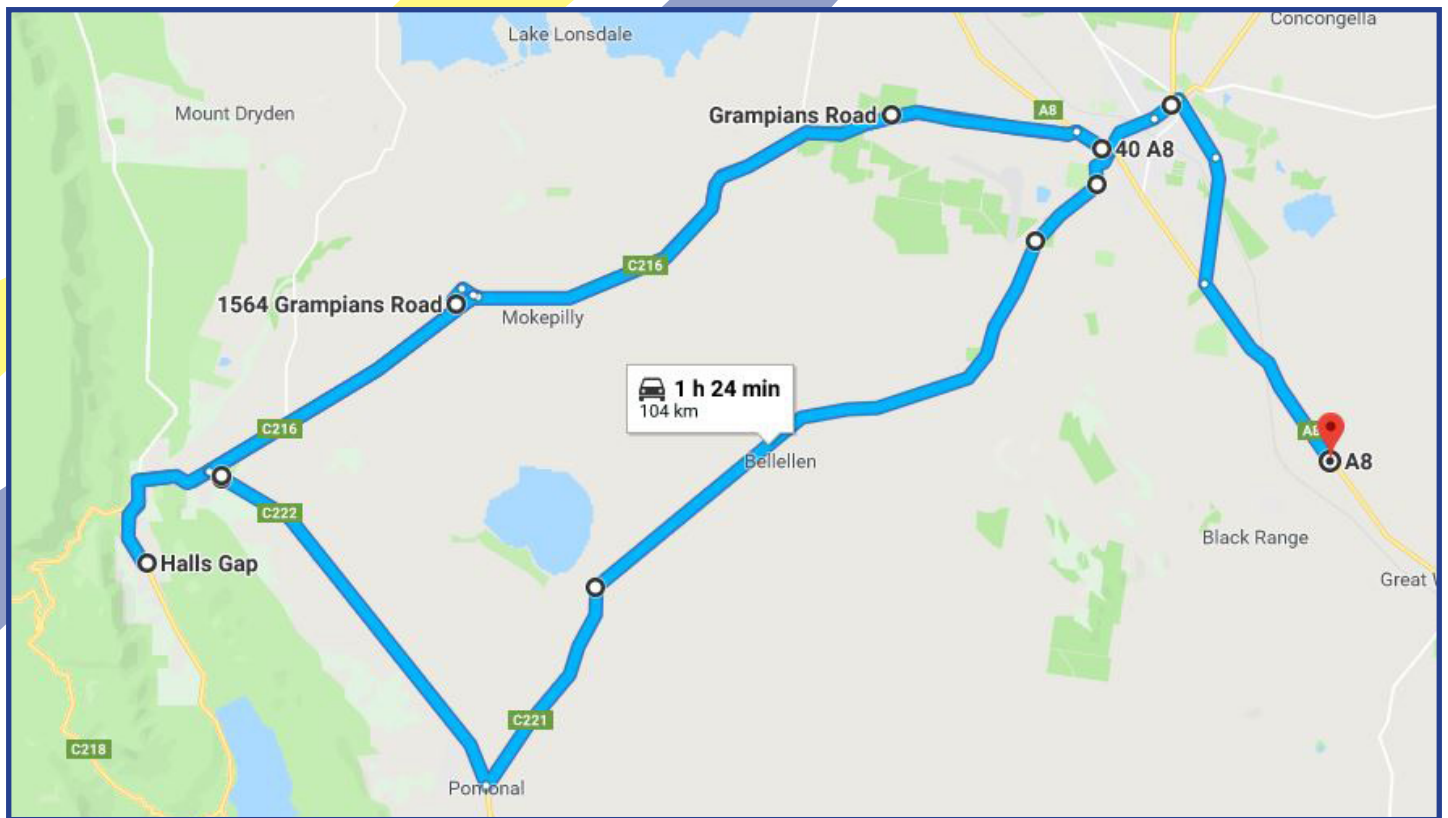 Concongella
Lake Lonsdale
Mount Dryden
Grampians Road
A8
40 A8
C216
1564 Grampians Road
Mokepilly
1 h 24 min
104 km
C216
Bellellen
A8
C222
Black Range
Halls Gap
Great
C221
C218
Pomonal